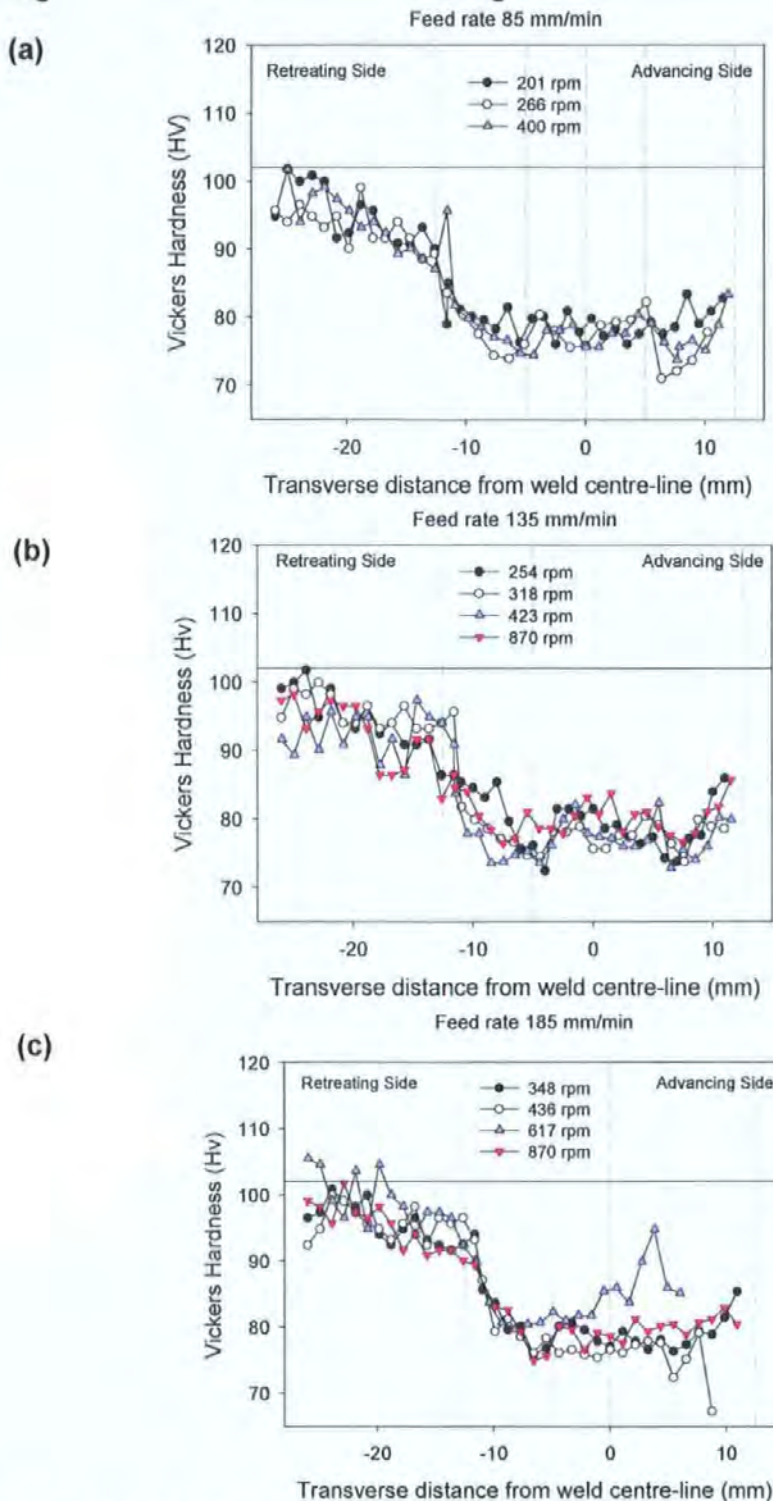 Feed rate 85 mm/min
(a)
120
Retreating Side
201 rpm
Advancing Side
266 rpm
400 rpm
110
100
90
80
70
Vickers Hardness (HV)
-20
-10
0
10
Transverse distance from weld centre-line (mm)
Feed rate 135 mm/min
(b)
120
Retreating Side
254 rpm
Advancing Side
318 rpm
423 rpm
870 rpm
110
100
90
80
70
Vickers Hardness (Hv)
-20
-10
0
10
Transverse distance from weld centre-line (mm)
Feed rate 185 mm/min
(c)
120
Retreating Side
348 rpm
Advancing Side
436 rpm
617 rpm
870 rpm
110
100
90
80
70
Vickers Hardness (Hv)
-20
-10
0
10
Transverse distance from weld centre-line (mm)